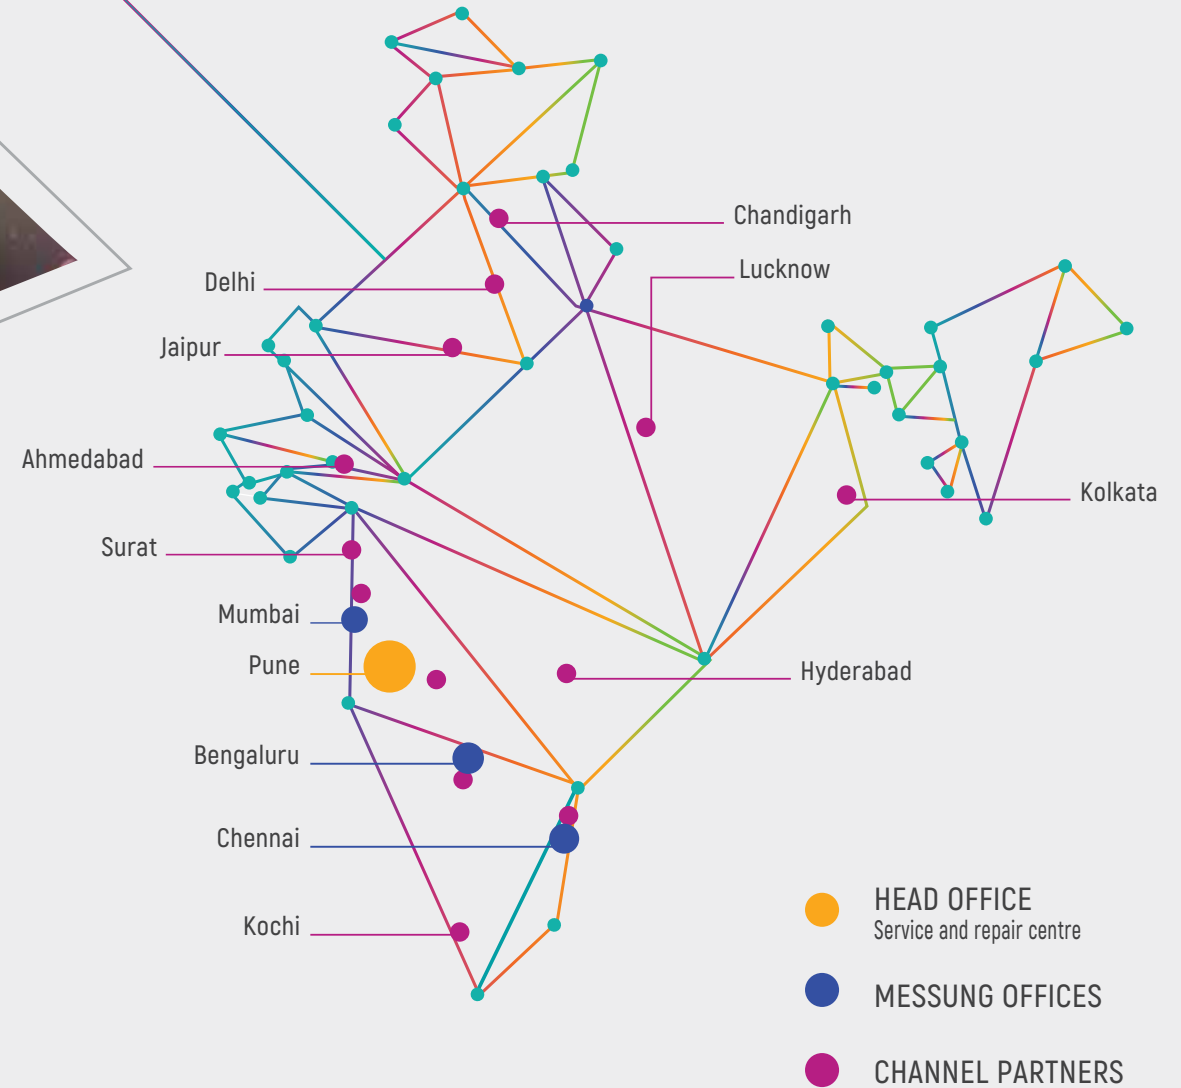 Chandigarh
Lucknow
Delhi
Jaipur
Ahmedabad
Kolkata
Surat
Mumbai
Pune
Hyderabad
Bengaluru
Chennai
Kochi
HEAD OFFICE
Service and repair centre
MESSUNG OFFICES
CHANNEL PARTNERS